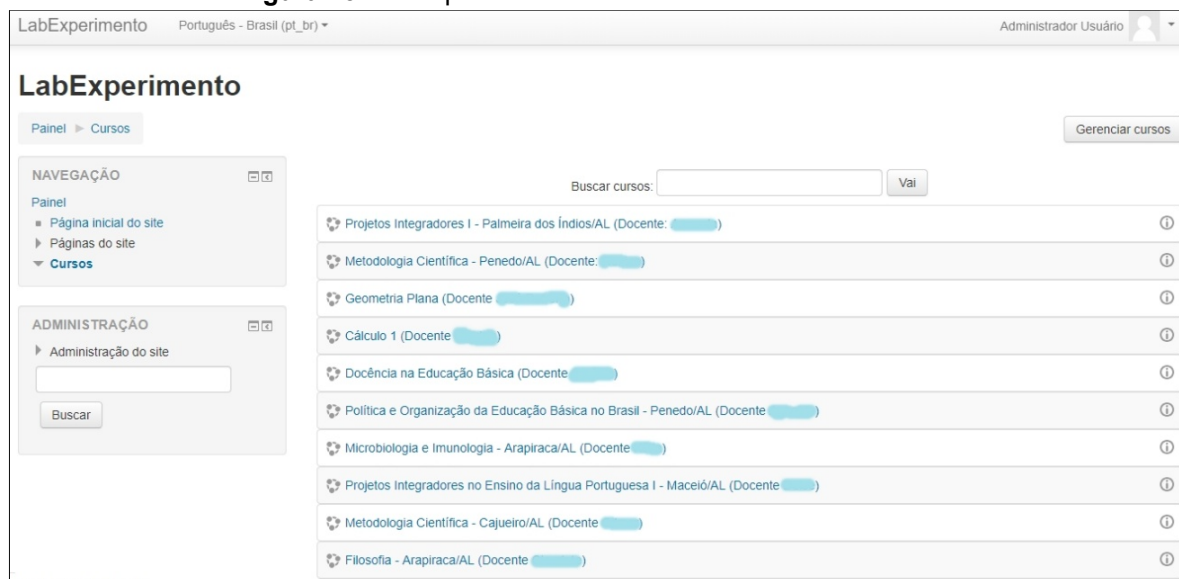 LabExperimento Português - Brasil (pt_br) Administrador Usuário
LabExperimento
Painel Cursos
Gerenciar cursos
NAVEGAÇÃO
Painel
Página inicial do site
Páginas do site
Cursos
ADMINISTRAÇÃO
Administração do site
Buscar
Buscar cursos: Vai
Projetos Integradores I - Palmeira dos Índios/AL (Docente: )
Metodologia Científica - Penedo/AL (Docente: )
Geometria Plana (Docente )
Cálculo 1 (Docente )
Docência na Educação Básica (Docente )
Política e Organização da Educação Básica no Brasil - Penedo/AL (Docente )
Microbiologia e Imunologia - Arapiraca/AL (Docente )
Projetos Integradores no Ensino da Língua Portuguesa I - Maceió/AL (Docente )
Metodologia Científica - Cajueiro/AL (Docente )
Filosofia - Arapiraca/AL (Docente )